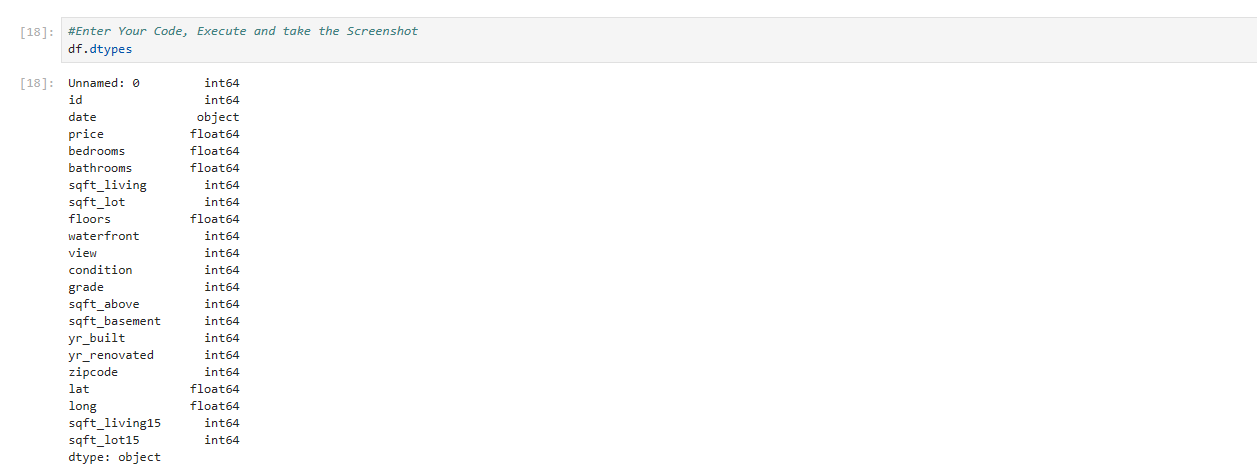 [18]: #Enter Your Code, Execute and take the Screenshot
df.dtypes
[18]: Unnamed: 0 int64
id int64
date object
price float64
bedrooms float64
bathrooms float64
sqft_living int64
sqft_lot int64
floors float64
waterfront int64
view int64
condition int64
grade int64
sqft_above int64
sqft_basement int64
yr_built int64
yr_renovated int64
zipcode int64
lat float64
long float64
sqft_living15 int64
sqft_lot15 int64
dtype: object